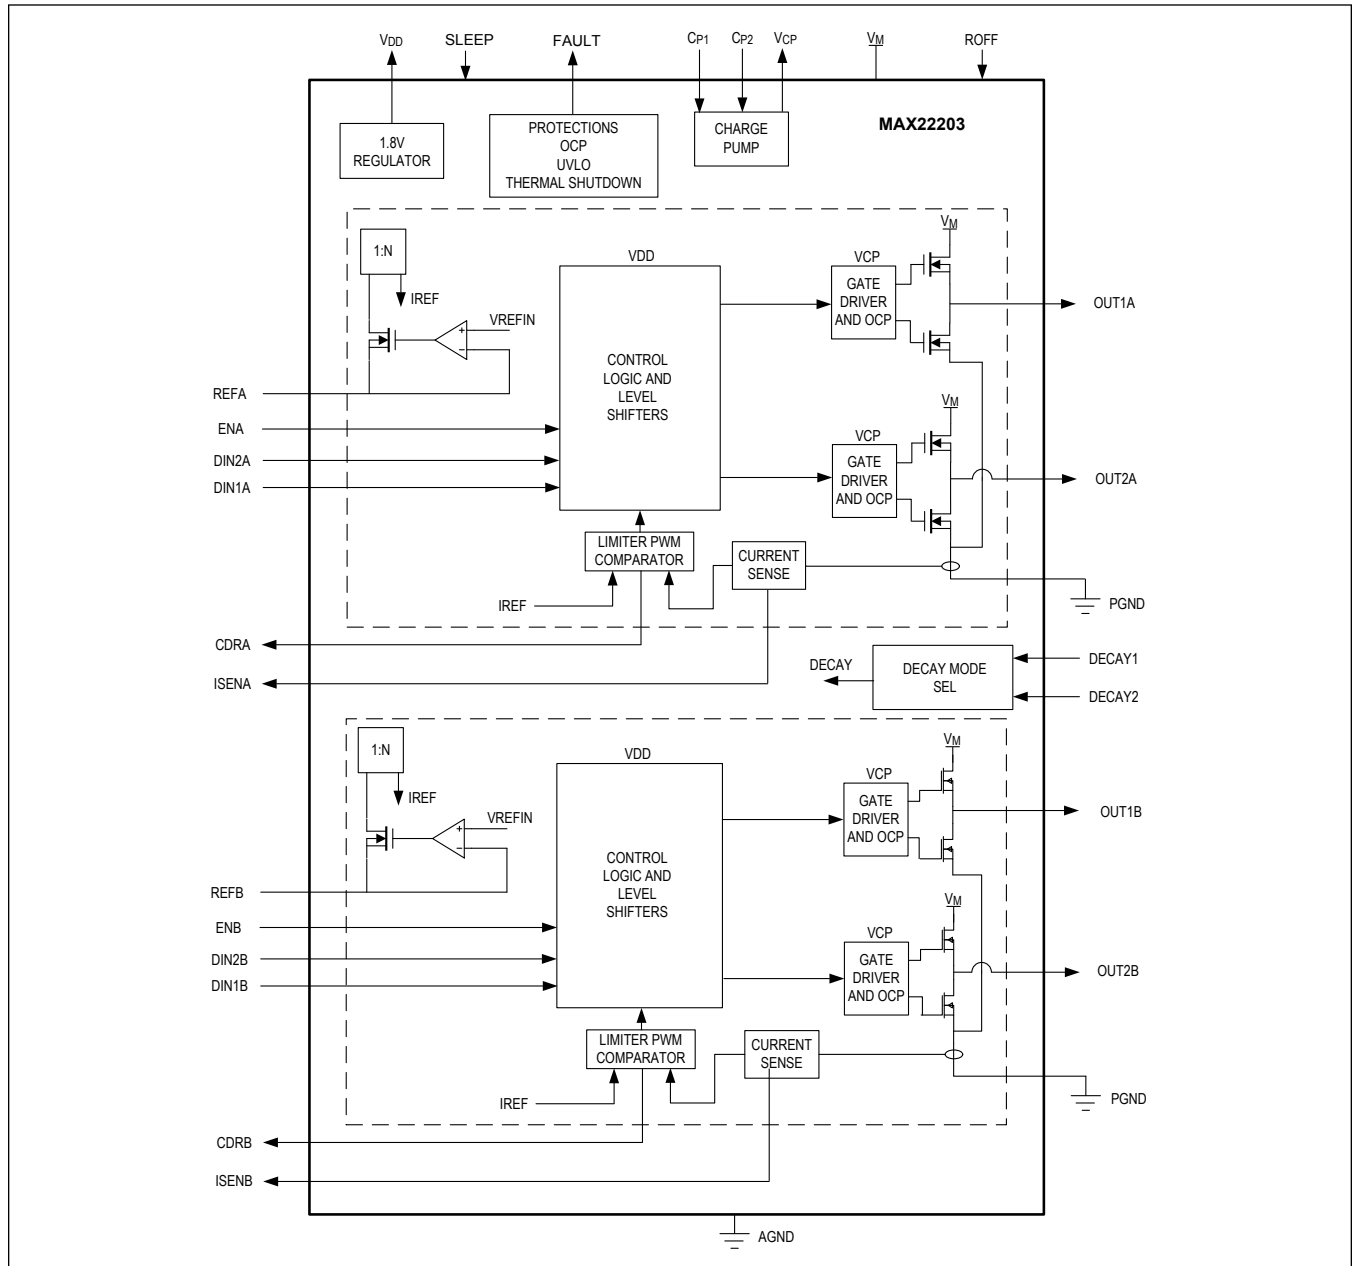 VDD
SLEEP
FAULT
CP1
CP2
VCP
VM
ROFF
MAX22203
1.8V
REGULATOR
PROTECTIONS
OCP
UVLO
THERMAL SHUTDOWN
CHARGE
PUMP
1:N
IREF
VREFIN
VDD
CONTROL
LOGIC AND
LEVEL
SHIFTERS
VCP
GATE
DRIVER
AND OCP
VM
OUT1A
REFA
ENA
DIN2A
DIN1A
VCP
GATE
DRIVER
AND OCP
VM
OUT2A
LIMITER PWM
COMPARATOR
CURRENT
SENSE
IREF
PGND
CDRA
ISENA
DECAY
DECAY MODE
SEL
DECAY1
DECAY2
1:N
IREF
VREFIN
VDD
CONTROL
LOGIC AND
LEVEL
SHIFTERS
VCP
GATE
DRIVER
AND OCP
VM
OUT1B
REFB
ENB
DIN2B
DIN1B
VCP
GATE
DRIVER
AND OCP
VM
OUT2B
LIMITER PWM
COMPARATOR
CURRENT
SENSE
IREF
PGND
CDRB
ISENB
AGND